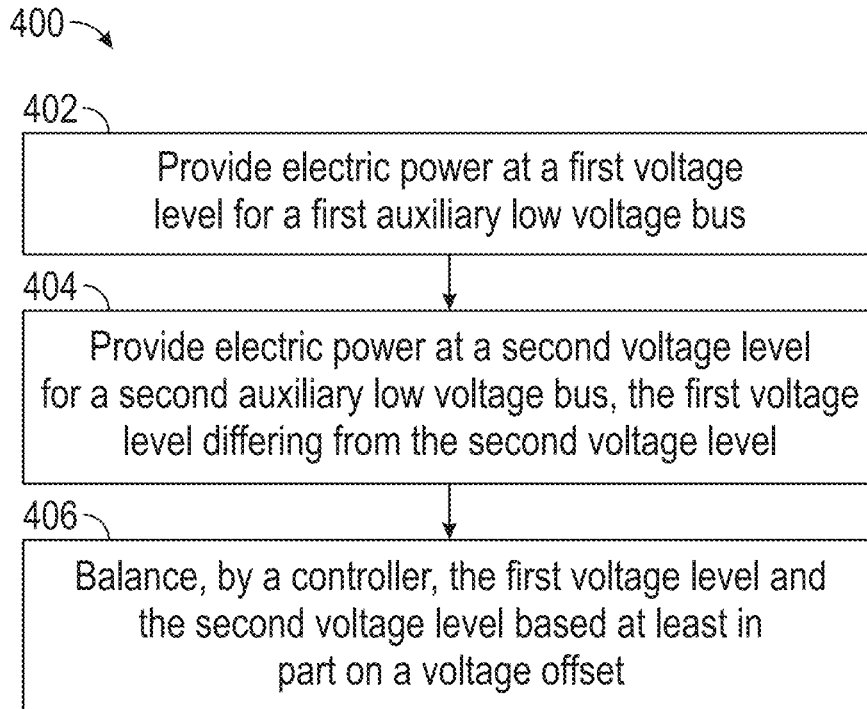 400
402
Provide electric power at a first voltage
level for a first auxiliary low voltage bus
404
Provide electric power at a second voltage level
for a second auxiliary low voltage bus, the first voltage
level differing from the second voltage level
406
Balance, by a controller, the first voltage level and
the second voltage level based at least in
part on a voltage offset